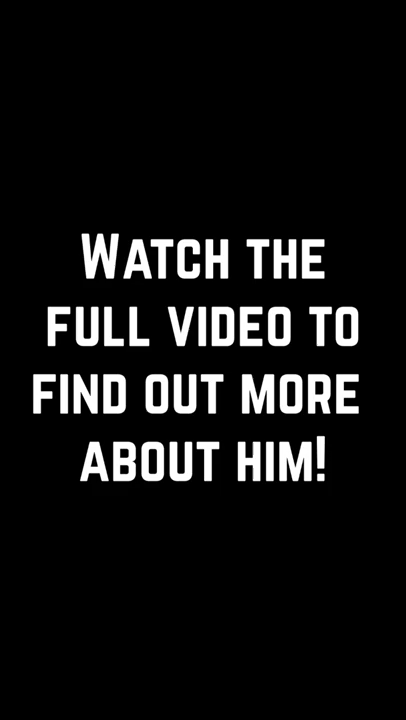 WATCH THE
FULL VIDEO TO
FIND OUT MORE
ABOUT HIM!